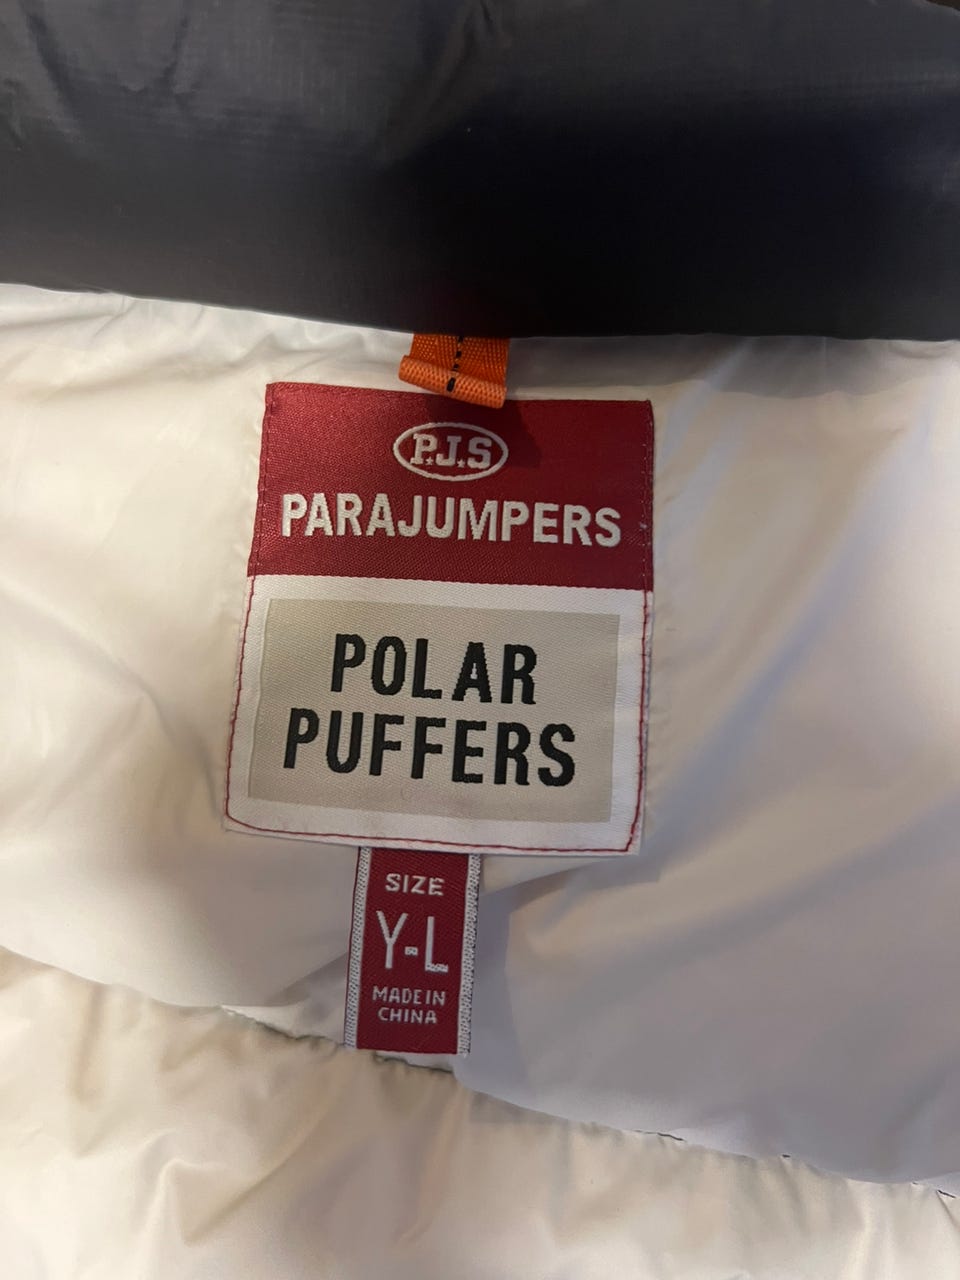 P.J.S
PARAJUMPERS
POLAR
PUFFERS
SIZE
Y-L
MADE IN
CHINA